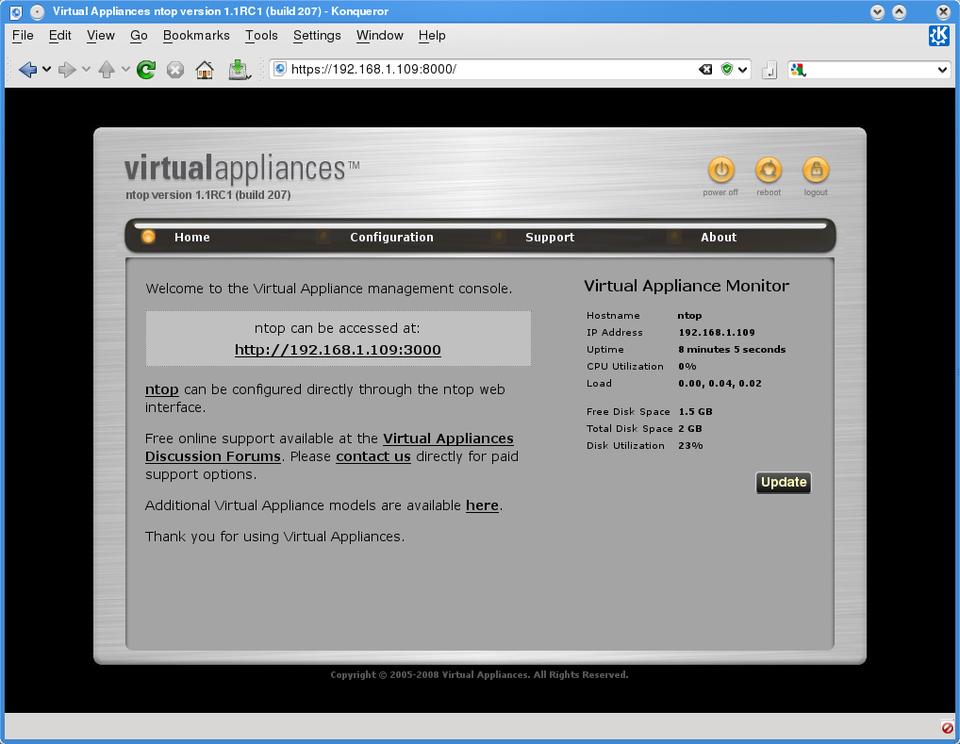 Virtual Appliances ntop version 1.1RC1 (build 207) - Konqueror
File Edit View Go Bookmarks Tools Settings Window Help
https://192.168.1.109:8000/
virtualappliances™
ntop version 1.1RC1 (build 207)
power off reboot logout
Home Configuration Support About
Welcome to the Virtual Appliance management console.
ntop can be accessed at:
http://192.168.1.109:3000
ntop can be configured directly through the ntop web
interface.
Free online support available at the Virtual Appliances
Discussion Forums. Please contact us directly for paid
support options.
Additional Virtual Appliance models are available here.
Thank you for using Virtual Appliances.
Virtual Appliance Monitor
Hostname ntop
IP Address 192.168.1.109
Uptime 8 minutes 5 seconds
CPU Utilization 0%
Load 0.00, 0.04, 0.02
Free Disk Space 1.5 GB
Total Disk Space 2 GB
Disk Utilization 23%
Update
Copyright © 2005-2008 Virtual Appliances. All Rights Reserved.